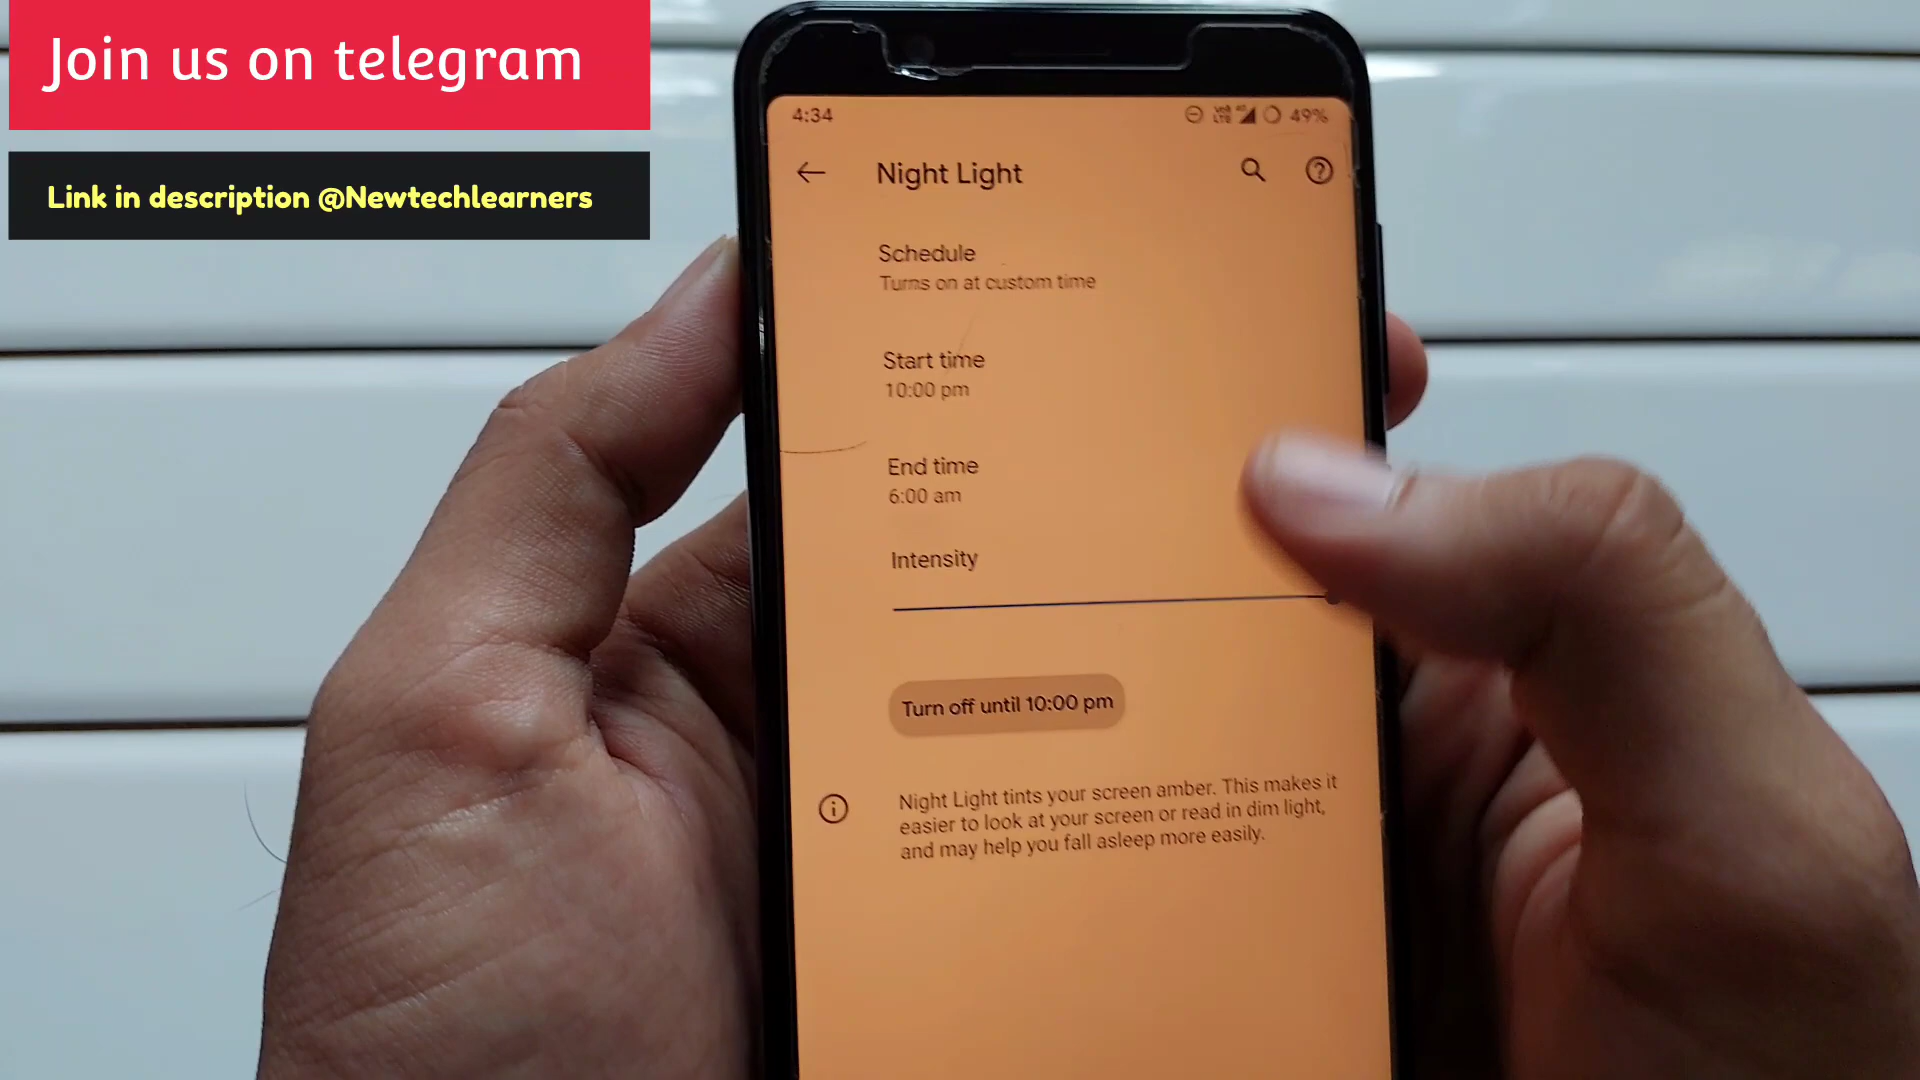 Join us on telegram
Link in description @Newtechlearners
4:34
49%
Night Light
Schedule
Turns on at custom time
Start time
10:00 pm
End time
6:00 am
Intensity
Turn off until 10:00 pm
Night Light tints your screen amber. This makes it
easier to look at your screen or read in dim light,
and may help you fall asleep more easily.